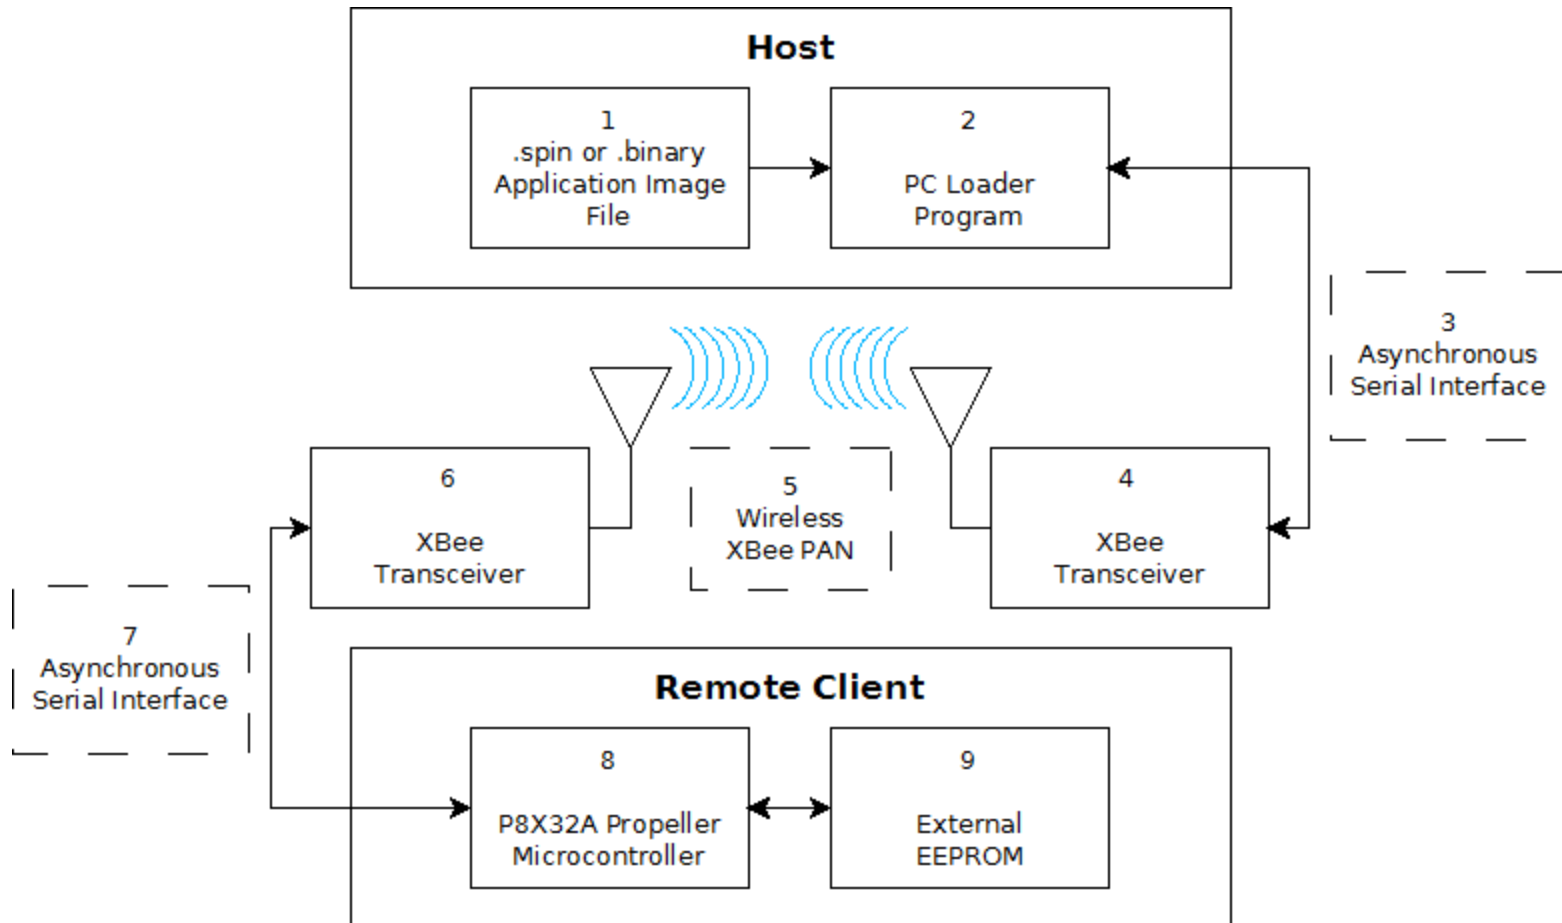 Host
1
.spin or .binary
Application Image
File
2
PC Loader
Program
3
Asynchronous
Serial Interface
6
XBee
Transceiver
5
Wireless
XBee PAN
4
XBee
Transceiver
7
Asynchronous
Serial Interface
Remote Client
8
P8X32A Propeller
Microcontroller
9
External
EEPROM